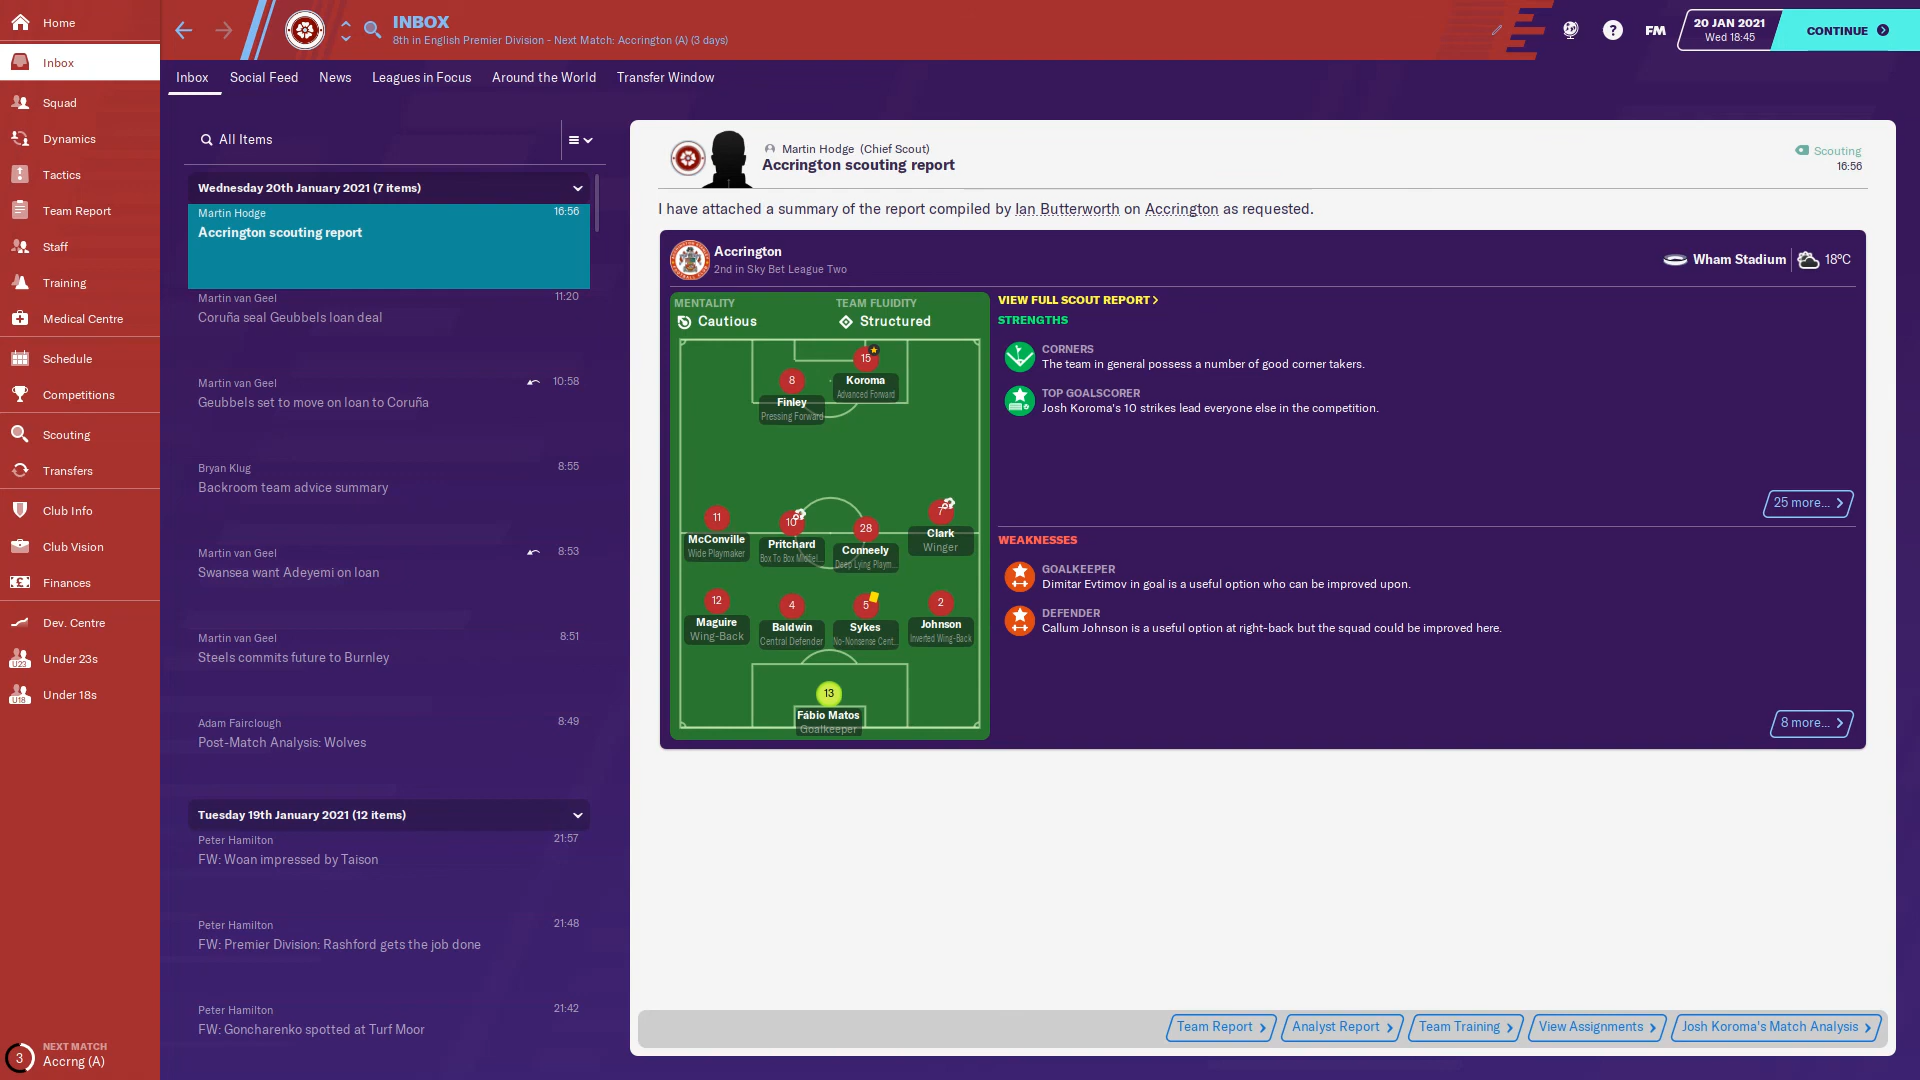 Home
Inbox
Squad
Dynamics
Tactics
Team Report
Staff
Training
Medical Centre
Schedule
Competitions
Scouting
Transfers
Club Info
Club Vision
Finances
Dev. Centre
U23
Under 23s
U18
Under 18s
3
NEXT MATCH
Accrng (A)
INBOX
8th in English Premier Division - Next Match: Accrington (A) (3 days)
?
FM
20 JAN 2021
Wed 18:45
CONTINUE
Inbox
Social Feed
News
Leagues in Focus
Around the World
Transfer Window
All Items
Wednesday 20th January 2021 (7 items)
Martin Hodge
16:56
Accrington scouting report
Martin van Geel
11:20
Coruña seal Geubbels loan deal
Martin van Geel
10:58
Geubbels set to move on loan to Coruña
Bryan Klug
8:55
Backroom team advice summary
Martin van Geel
8:53
Swansea want Adeyemi on loan
Martin van Geel
8:51
Steels commits future to Burnley
Adam Fairclough
8:49
Post-Match Analysis: Wolves
Tuesday 19th January 2021 (12 items)
Peter Hamilton
21:57
FW: Woan impressed by Taison
Peter Hamilton
21:48
FW: Premier Division: Rashford gets the job done
Peter Hamilton
21:42
FW: Goncharenko spotted at Turf Moor
Martin Hodge (Chief Scout)
Accrington scouting report
Scouting
16:56
I have attached a summary of the report compiled by Ian Butterworth on Accrington as requested.
Accrington
2nd in Sky Bet League Two
Wham Stadium
18°C
MENTALITY
Cautious
TEAM FLUIDITY
Structured
15
Koroma
Advanced Forward
8
Finley
Pressing Forward
11
McConville
Wide Playmaker
10
Pritchard
Box To Box Midfiel...
28
Conneely
Deep Lying Playm...
7
Clark
Winger
12
Maguire
Wing-Back
4
Baldwin
Central Defender
5
Sykes
No-Nonsense Cent...
2
Johnson
Inverted Wing-Back
13
Fábio Matos
Goalkeeper
VIEW FULL SCOUT REPORT >
STRENGTHS
CORNERS
The team in general possess a number of good corner takers.
TOP GOALSCORER
Josh Koroma's 10 strikes lead everyone else in the competition.
25 more...
WEAKNESSES
GOALKEEPER
Dimitar Evtimov in goal is a useful option who can be improved upon.
DEFENDER
Callum Johnson is a useful option at right-back but the squad could be improved here.
8 more...
Team Report
Analyst Report
Team Training
View Assignments
Josh Koroma's Match Analysis